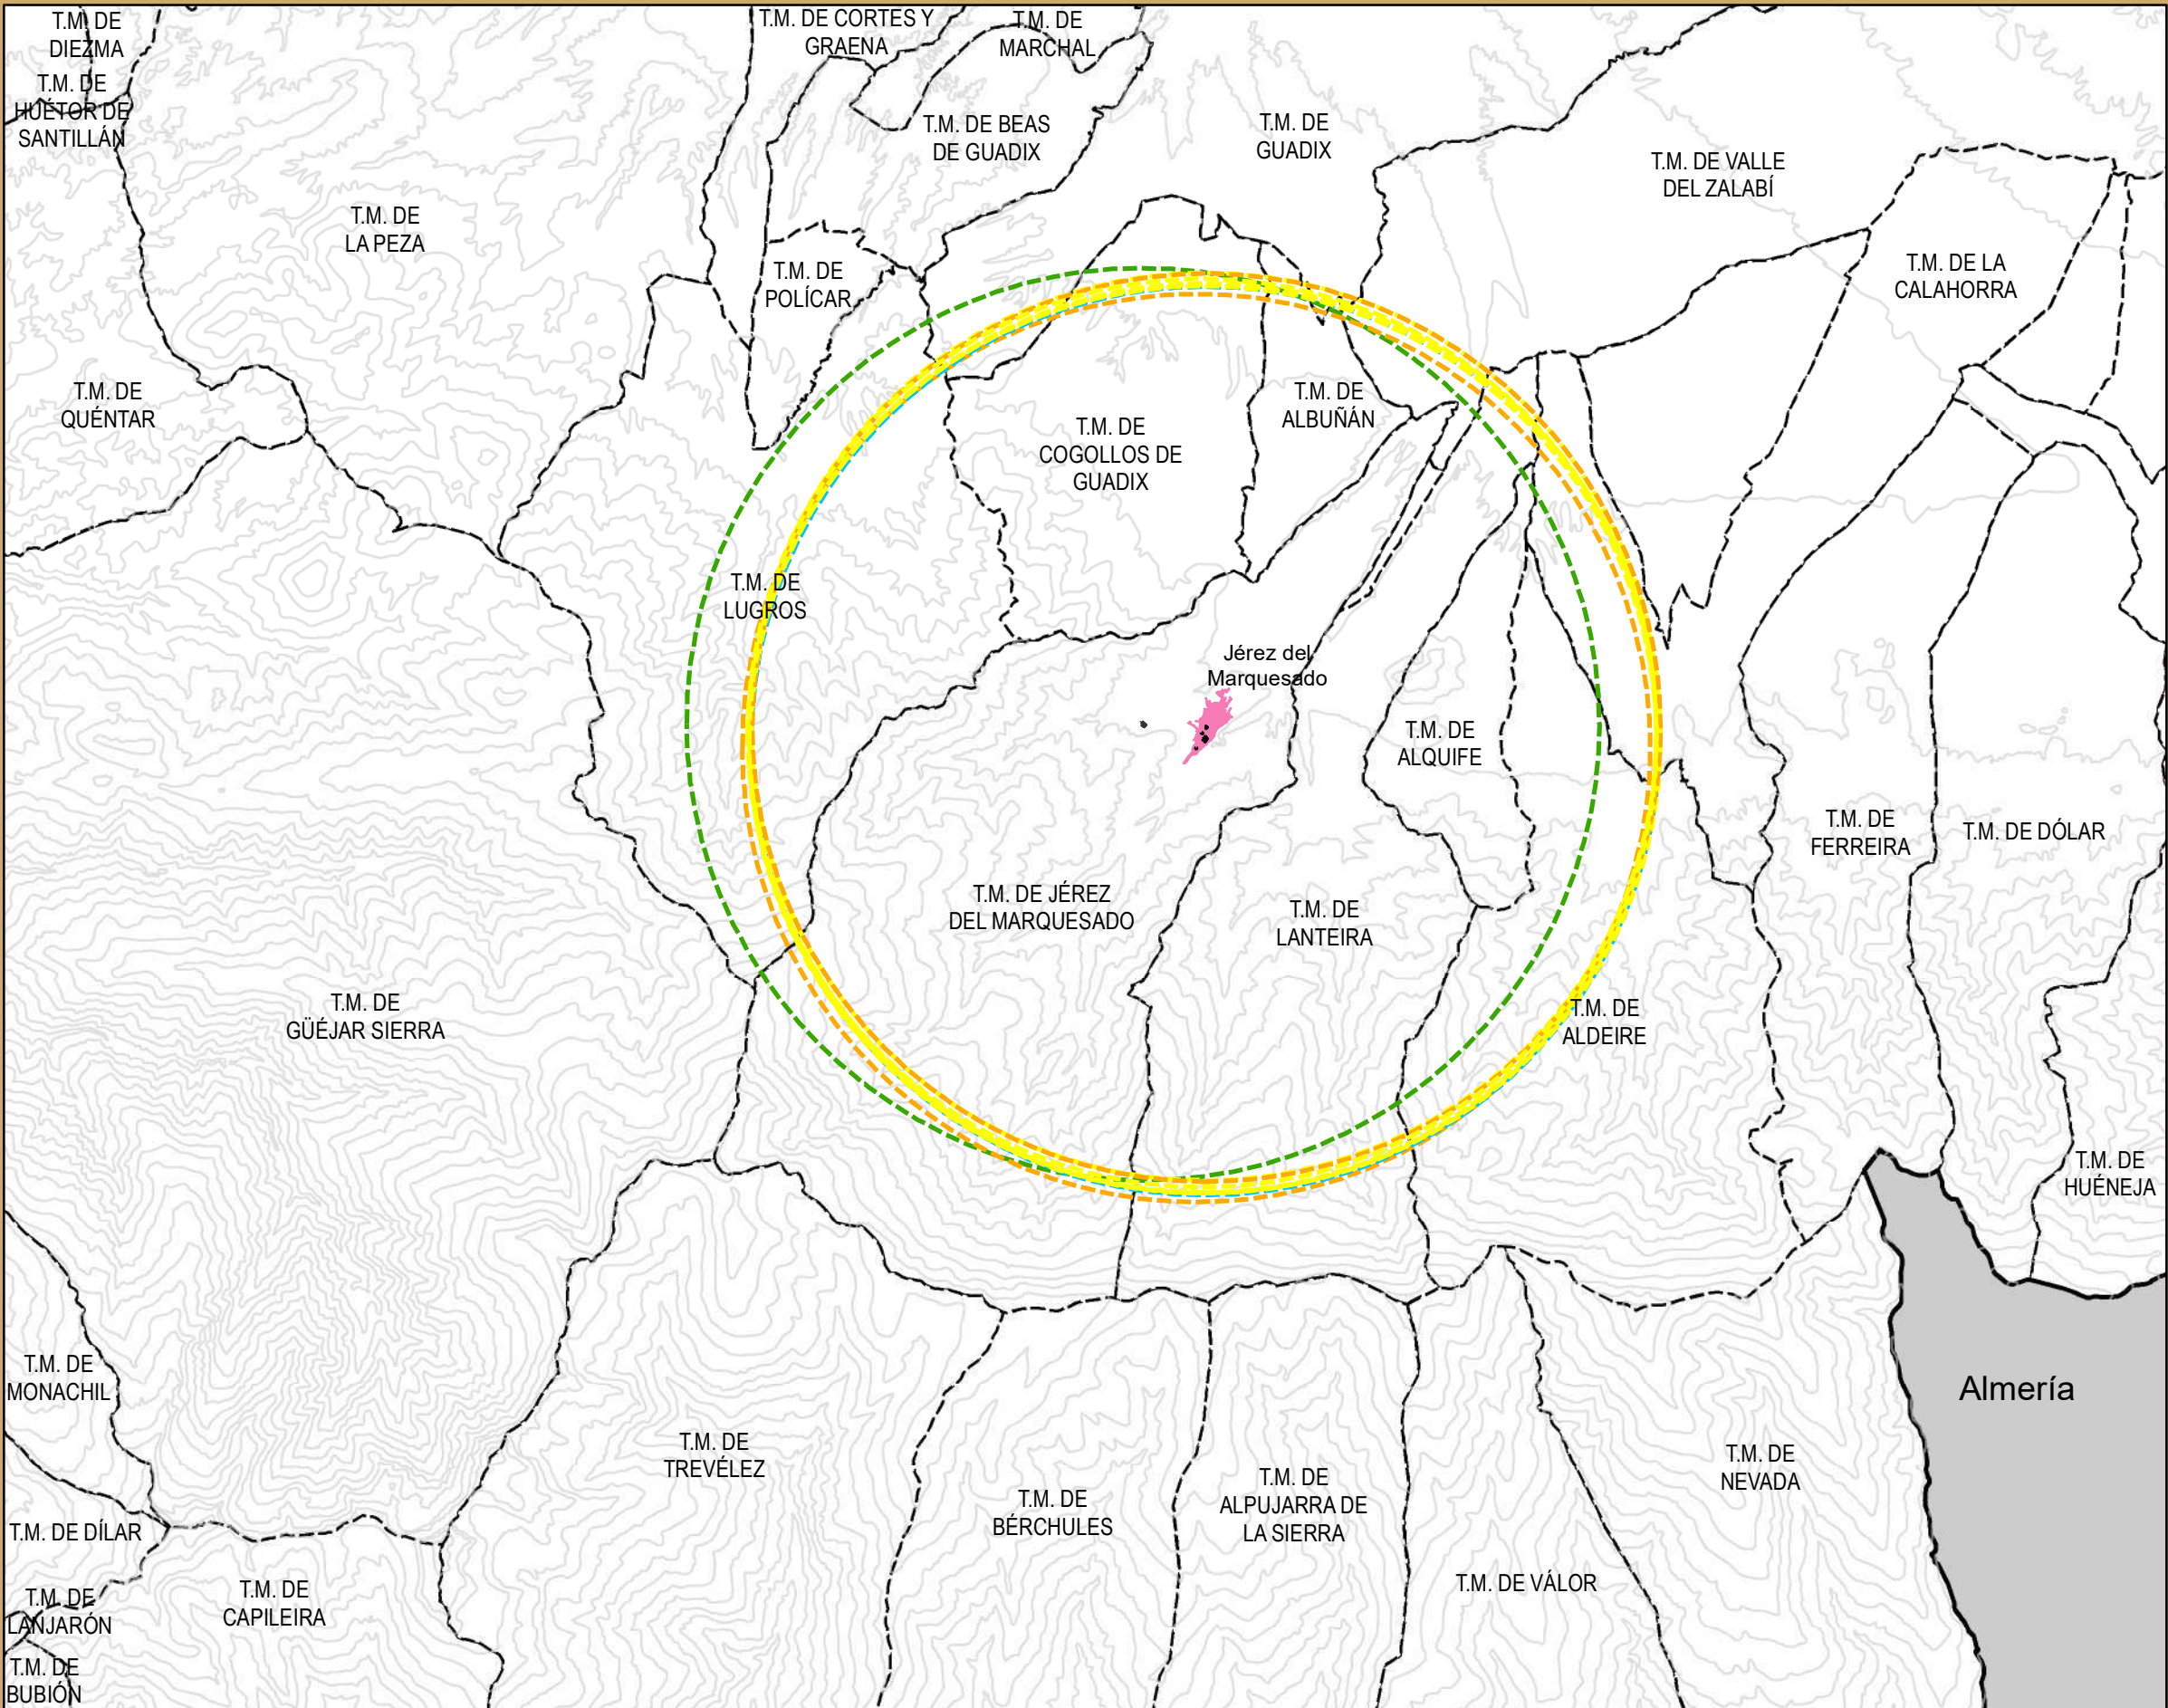 T.M. DE
DIEZMA
T.M. DE CORTES Y
GRAENA
T.M. DE
MARCHAL
T.M. DE
HUÉTOR DE
SANTILLÁN
T.M. DE BEAS
DE GUADIX
T.M. DE
GUADIX
T.M. DE VALLE
DEL ZALABÍ
T.M. DE
LA PEZA
T.M. DE
POLÍCAR
T.M. DE LA
CALAHORRA
T.M. DE
QUÉNTAR
T.M. DE
COGOLLOS DE
GUADIX
T.M. DE
ALBUÑÁN
T.M. DE
LUGROS
Jérez del
Marquesado
T.M. DE
ALQUIFE
T.M. DE
FERREIRA
T.M. DE DÓLAR
T.M. DE JÉREZ
DEL MARQUESADO
T.M. DE
LANTEIRA
T.M. DE
GÜÉJAR SIERRA
T.M. DE
ALDEIRE
T.M. DE
HUÉNEJA
T.M. DE
MONACHIL
Almería
T.M. DE
TREVÉLEZ
T.M. DE
NEVADA
T.M. DE
BÉRCHULES
T.M. DE
ALPUJARRA DE
LA SIERRA
T.M. DE DÍLAR
T.M. DE VÁLOR
T.M. DE
LANJARÓN
T.M. DE
CAPILEIRA
T.M. DE
BUBIÓN